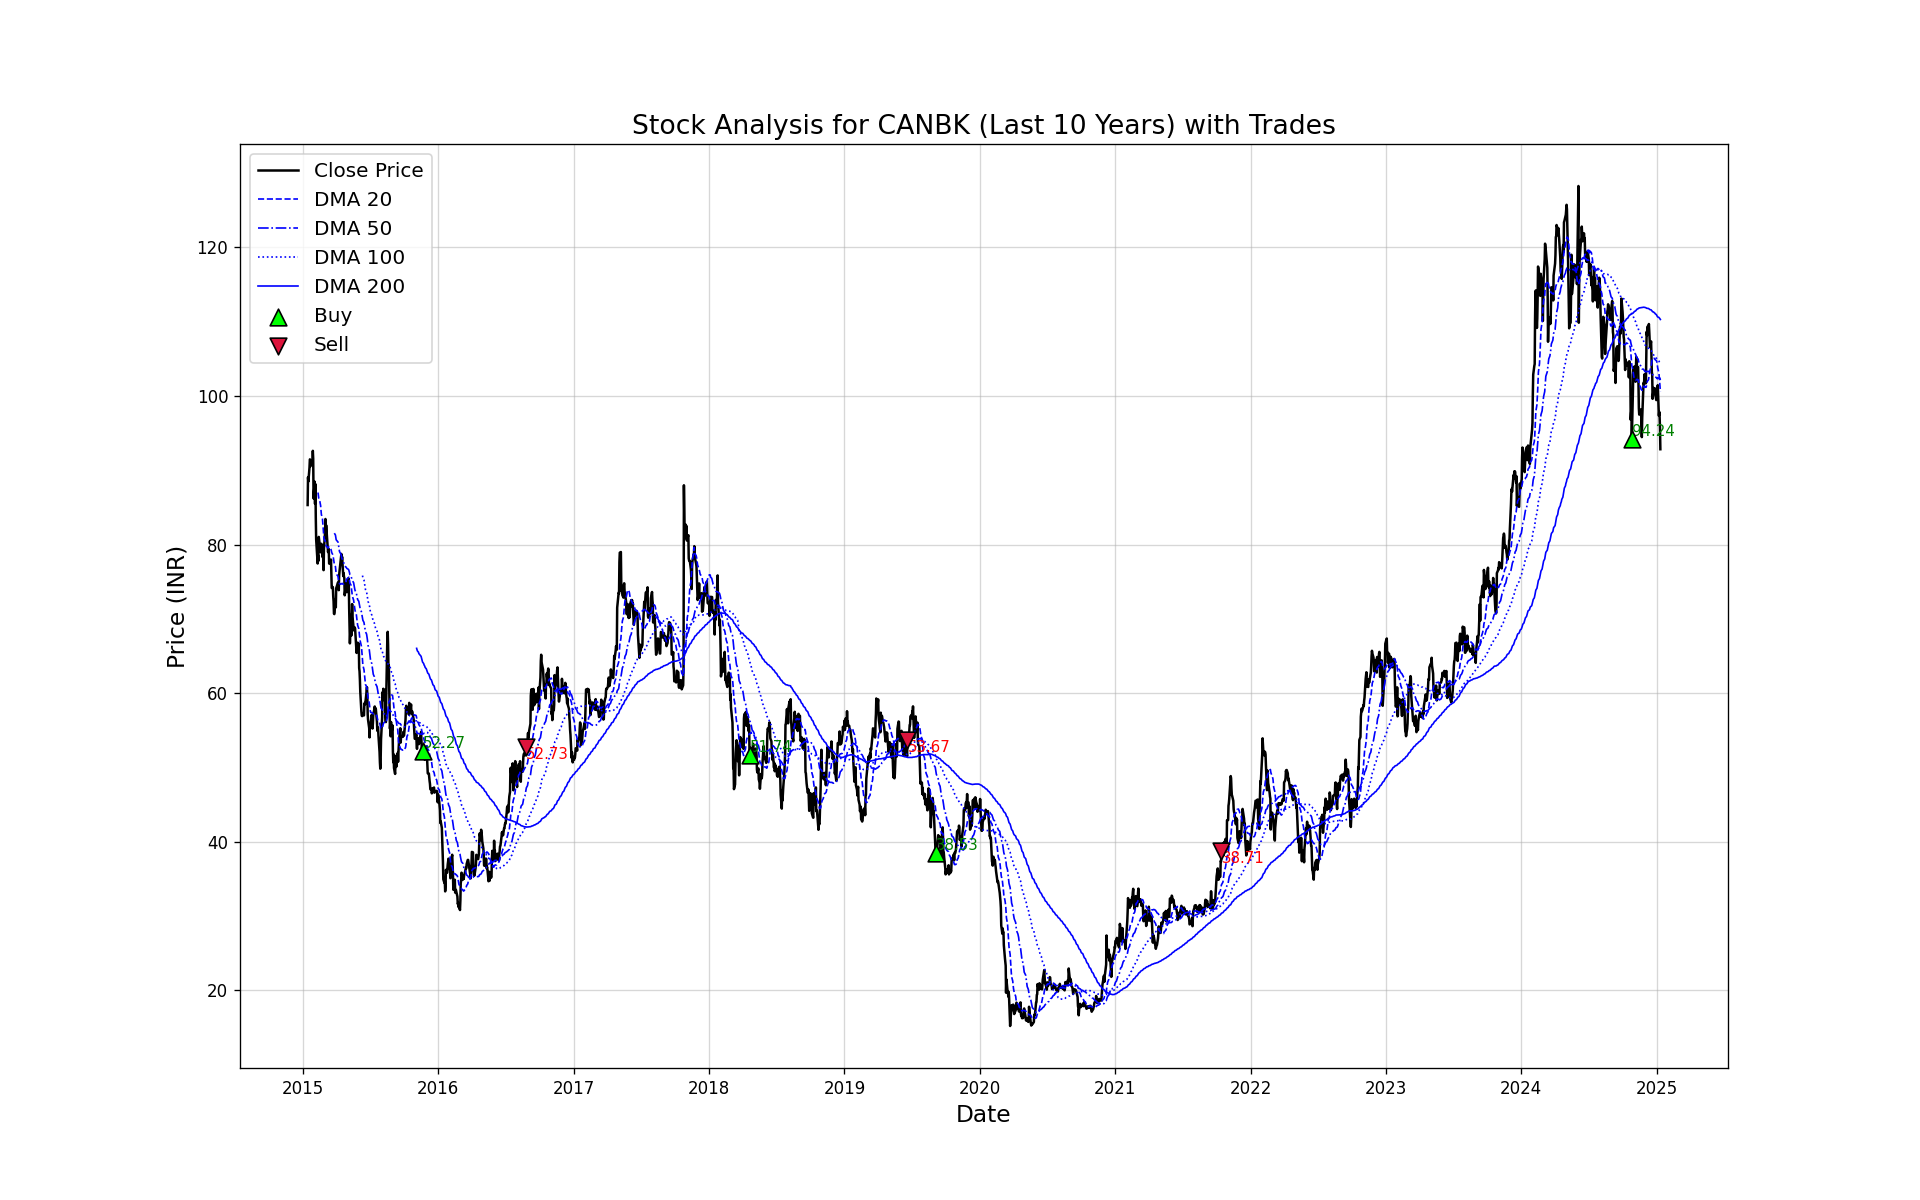 Stock Analysis for CANBK (Last 10 Years) with Trades
Close Price
DMA 20
DMA 50
DMA 100
DMA 200
Buy
Sell
Price (INR)
120
100
80
60
40
20
52.27
52.73
51.74
53.67
38.53
38.71
94.24
2015 2016 2017 2018 2019 2020 2021 2022 2023 2024 2025
Date